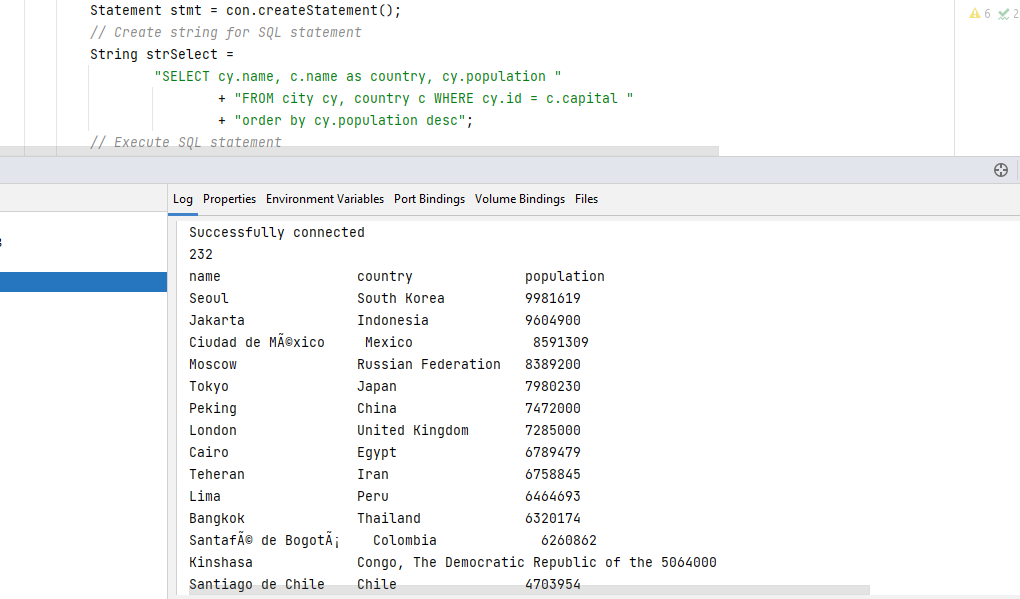 Statement stmt = con.createStatement();
// Create string for SQL statement
String strSelect =
"SELECT cy.name, c.name as country, cy.population "
+ "FROM city cy, country c WHERE cy.id = c.capital "
+ "order by cy.population desc";
// Execute SQL statement
6 2
Log Properties Environment Variables Port Bindings Volume Bindings Files
Successfully connected
232
name country population
Seoul South Korea 9981619
Jakarta Indonesia 9604900
Ciudad de MÃ©xico Mexico 8591309
Moscow Russian Federation 8389200
Tokyo Japan 7980230
Peking China 7472000
London United Kingdom 7285000
Cairo Egypt 6789479
Teheran Iran 6758845
Lima Peru 6464693
Bangkok Thailand 6320174
SantafÃ© de BogotÃ¡ Colombia 6260862
Kinshasa Congo, The Democratic Republic of the 5064000
Santiago de Chile Chile 4703954